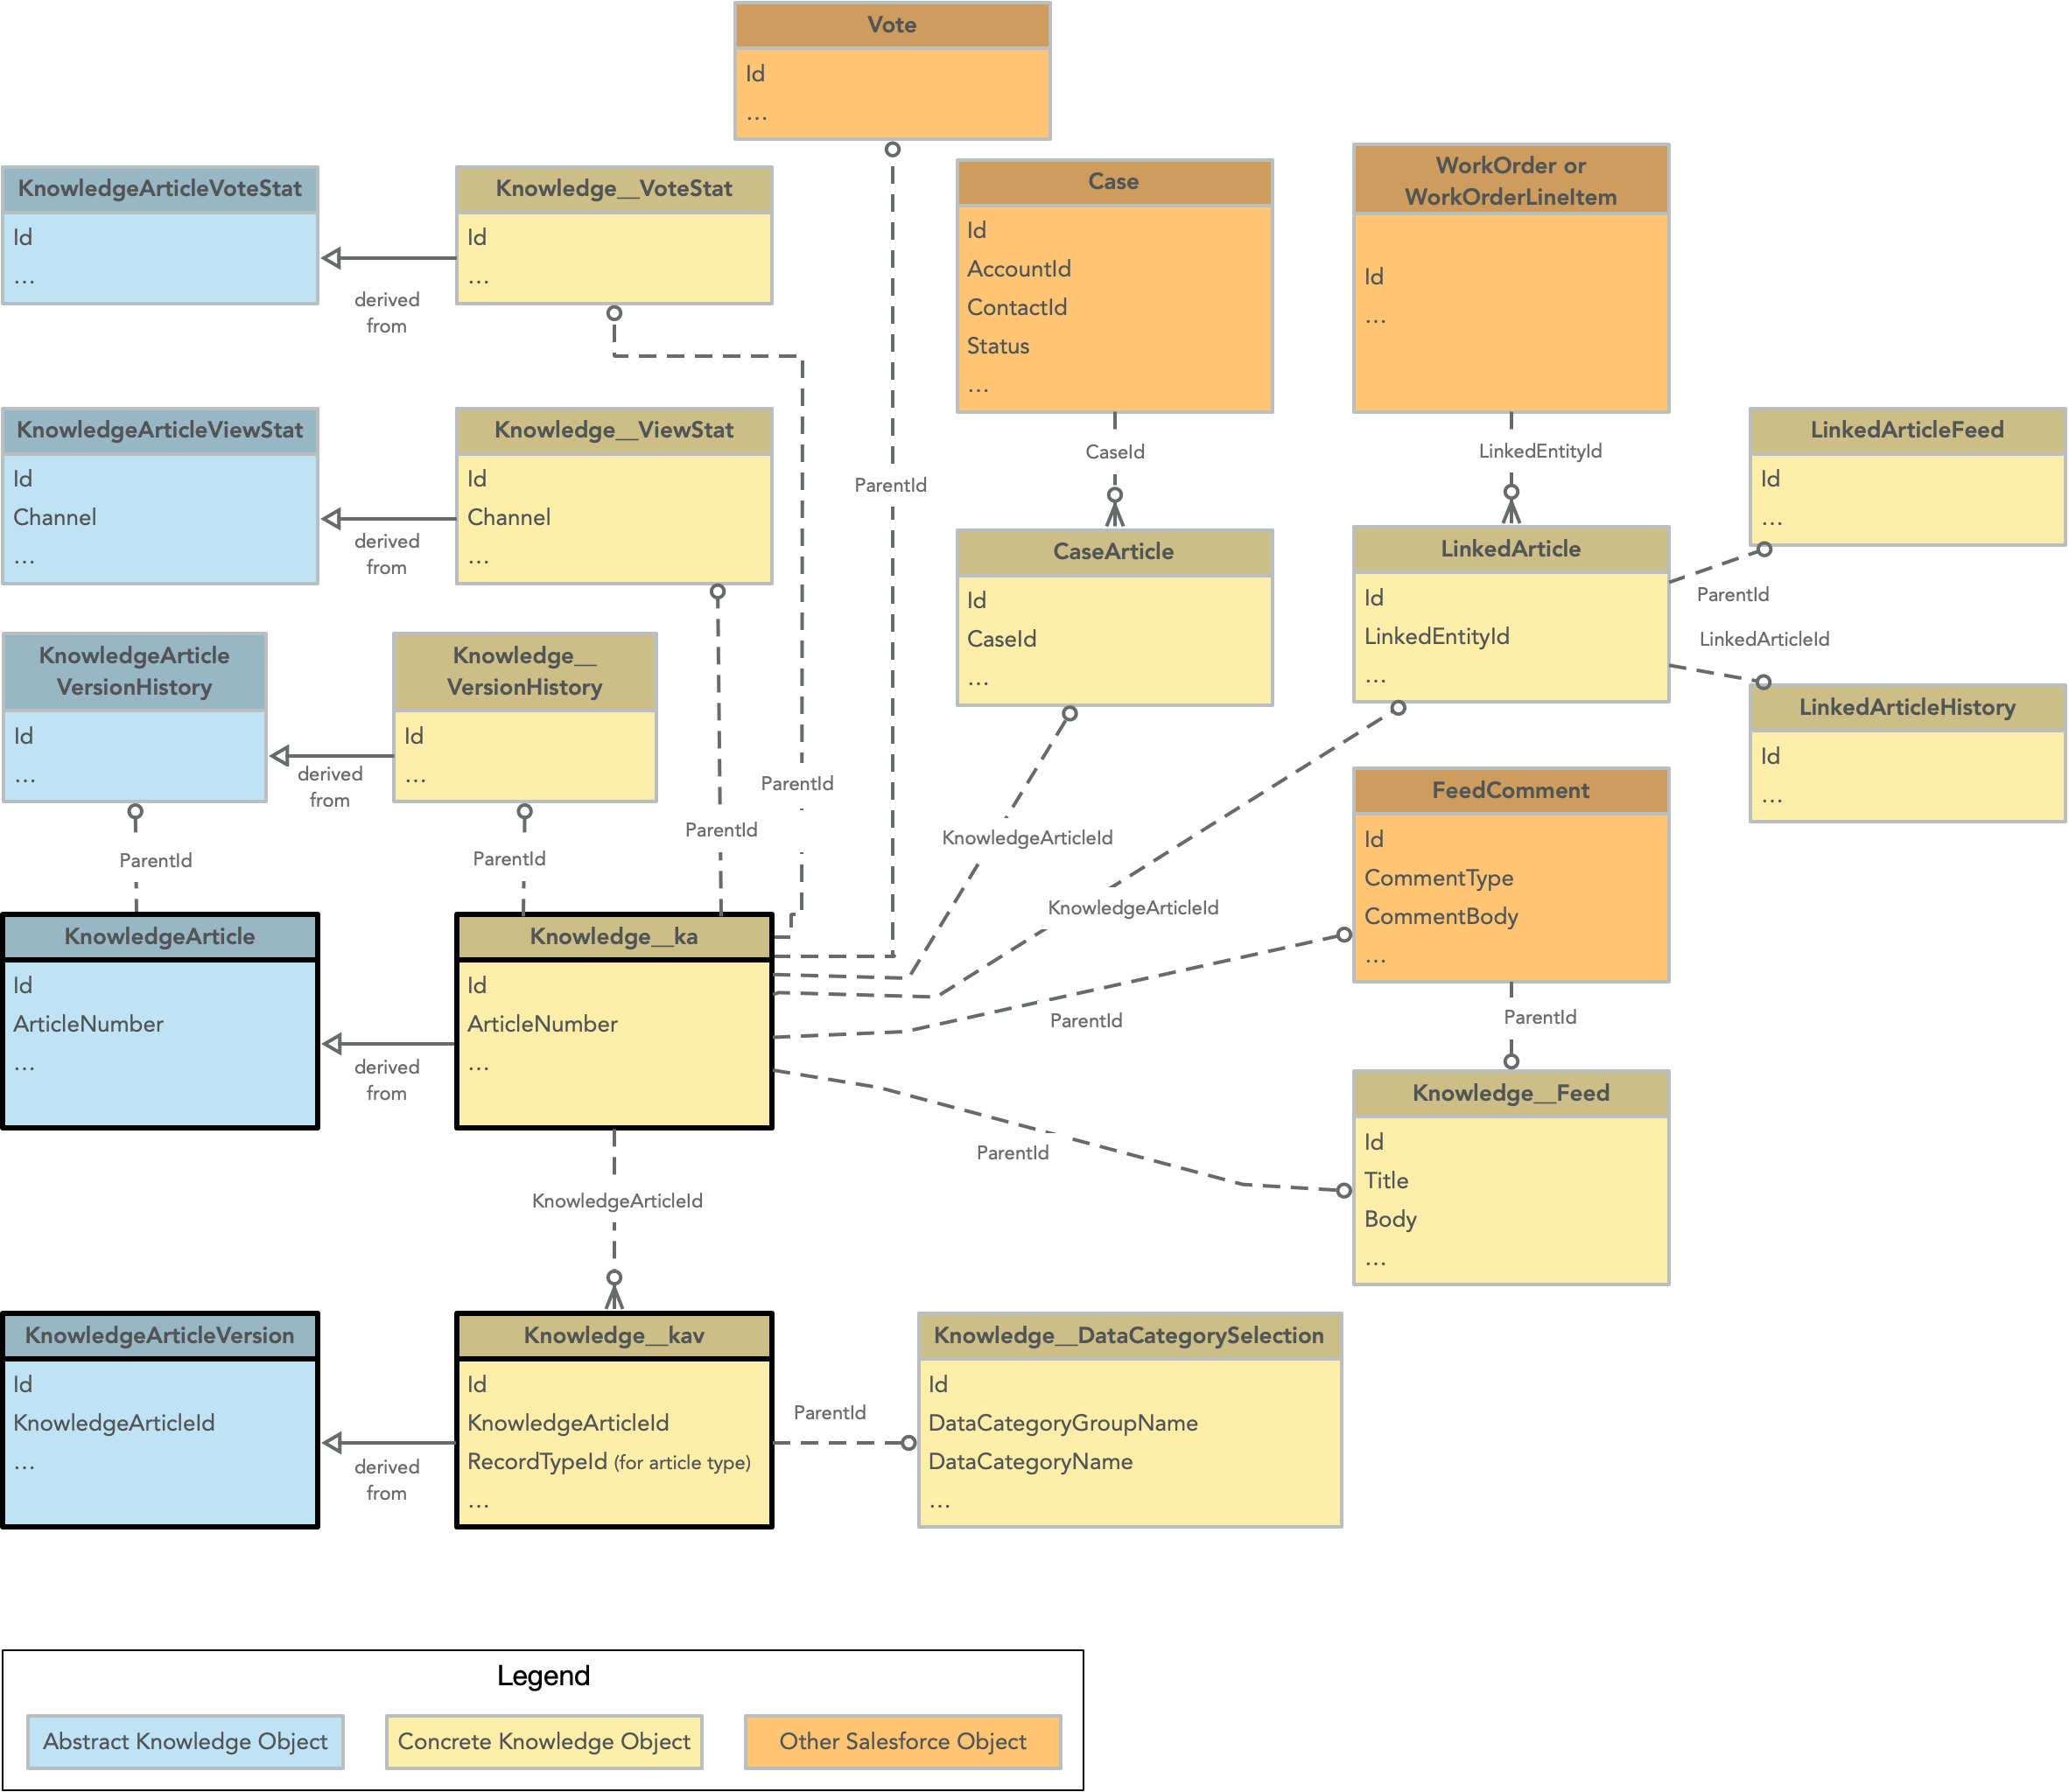 Vote
Id
...
KnowledgeArticleVoteStat
Id
...
Knowledge__VoteStat
Id
...
derived
from
Case
Id
AccountId
ContactId
Status
...
WorkOrder or
WorkOrderLineItem
Id
...
KnowledgeArticleViewStat
Id
Channel
...
Knowledge__ViewStat
Id
Channel
...
derived
from
ParentId
CaseId
LinkedEntityId
LinkedArticleFeed
Id
...
CaseArticle
Id
CaseId
...
LinkedArticle
Id
LinkedEntityId
...
ParentId
LinkedArticleId
LinkedArticleHistory
Id
...
KnowledgeArticle
VersionHistory
Id
...
Knowledge__
VersionHistory
Id
...
derived
from
ParentId
ParentId
ParentId
ParentId
KnowledgeArticleId
KnowledgeArticleId
FeedComment
Id
CommentType
CommentBody
...
KnowledgeArticle
Id
ArticleNumber
...
Knowledge__ka
Id
ArticleNumber
...
derived
from
ParentId
ParentId
ParentId
Knowledge__Feed
Id
Title
Body
...
KnowledgeArticleId
KnowledgeArticleVersion
Id
KnowledgeArticleId
...
Knowledge__kav
Id
KnowledgeArticleId
RecordTypeId (for article type)
...
derived
from
ParentId
Knowledge__DataCategorySelection
Id
DataCategoryGroupName
DataCategoryName
...
Legend
Abstract Knowledge Object
Concrete Knowledge Object
Other Salesforce Object